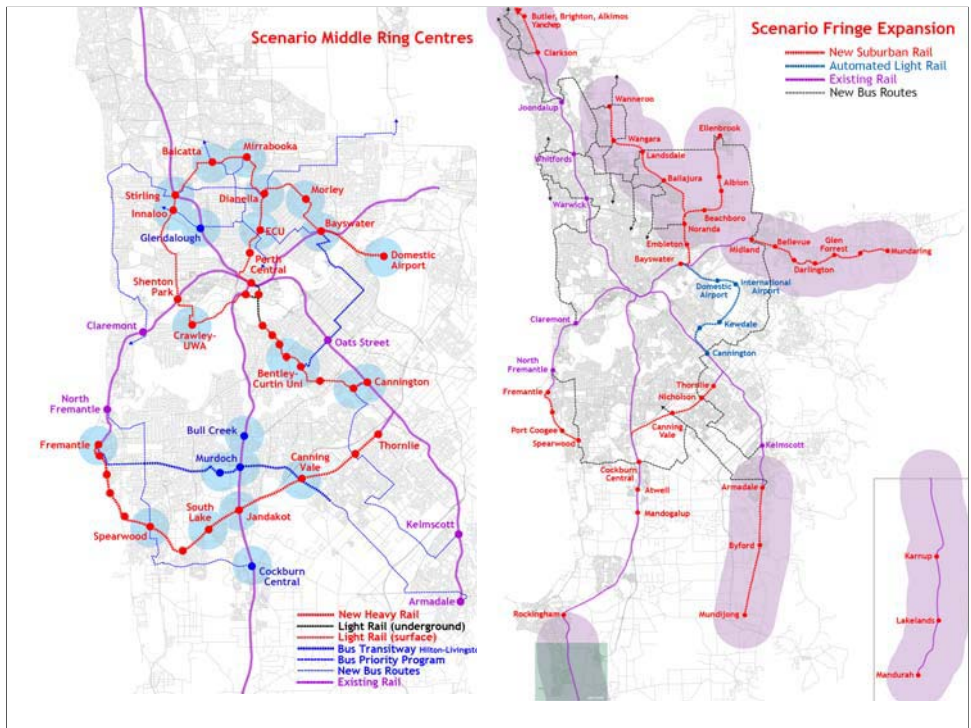 Scenario Middle Ring Centres
Balcatta
Mirrabooka
Stirling
Dianella
Morley
Innaloo
Glendalough
ECU
Bayswater
Perth
Central
Domestic
Airport
Shenton
Park
Claremont
Crawley-
UWA
Oats Street
Bentley-
Curtin Uni
Cannington
North
Fremantle
Bull Creek
Fremantle
Murdoch
Canning
Vale
Thornlie
South
Lake
Jandakot
Spearwood
Kelmscott
Cockburn
Central
Armadale
New Heavy Rail
Light Rail (underground)
Light Rail (surface)
Bus Transitway Hilton-Livingsto
Bus Priority Program
New Bus Routes
Existing Rail
Scenario Fringe Expansion
New Suburban Rail
Automated Light Rail
Existing Rail
New Bus Routes
Butler, Brighton, Alkimos
Yanchep
Clarkson
Joondalup
Wanneroo
Ellenbrook
Wangara
Landsdale
Whitfords
Ballajura
Albion
Warwick
Beachboro
Noranda
Embleton
Midland
Bellevue
Glen
Forrest
Mundaring
Darlington
Bayswater
Domestic
Airport
International
Airport
Claremont
Kewdale
Cannington
North
Fremantle
Thornlie
Nicholson
Fremantle
Port Coogee
Spearwood
Canning
Vale
Kelmscott
Cockburn
Central
Atwell
Armadale
Mandogalup
Byford
Karnup
Rockingham
Mundijong
Lakelands
Mandurah